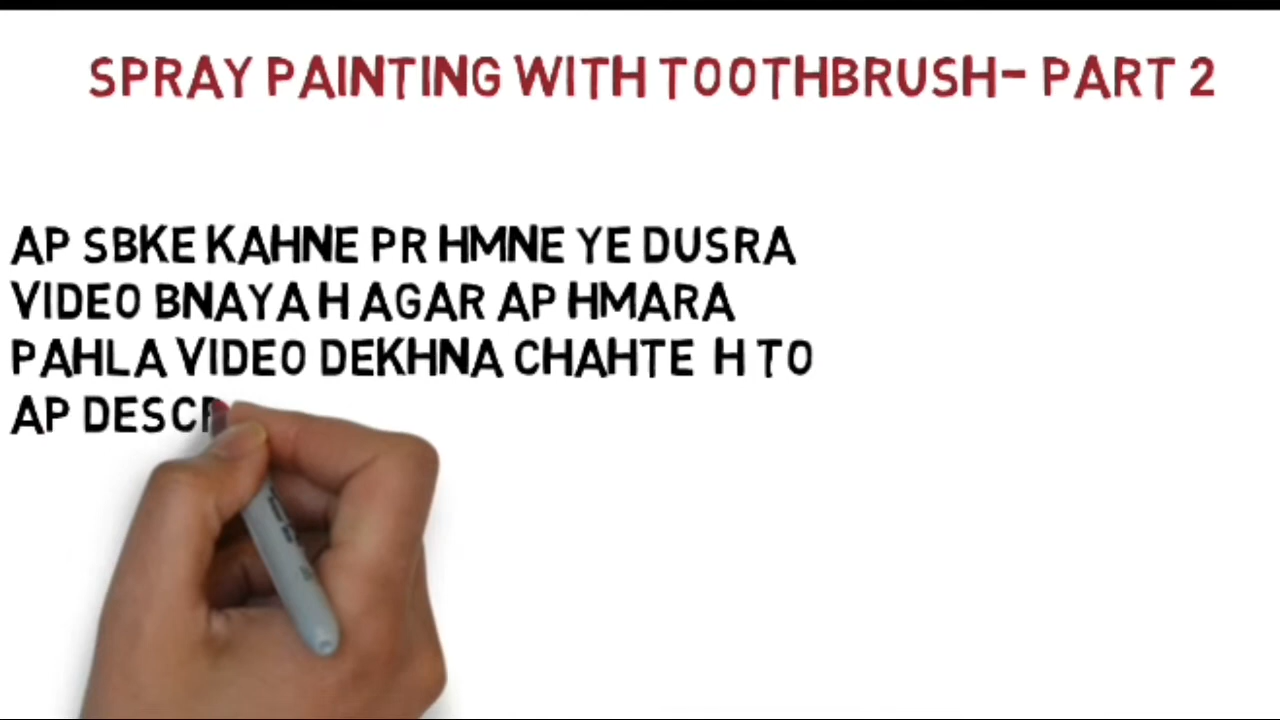 SPRAY PAINTING WITH TOOTHBRUSH- PART 2
AP SBKE KAHNE PR HMNE YE DUSRA
VIDEO BNAYA H AGAR AP HMARA
PAHLA VIDEO DEKHNA CHAHTE H TO
AP